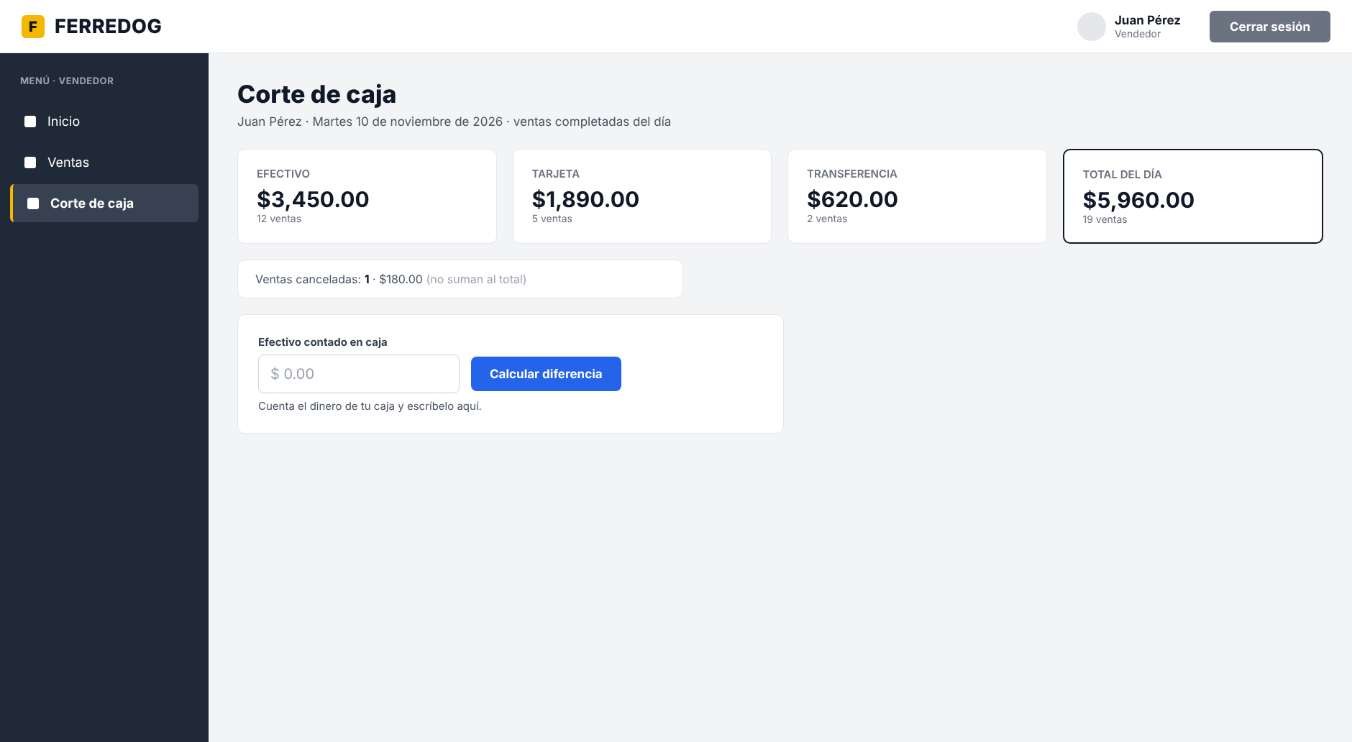 F FERREDOG
Juan Pérez
Vendedor
Cerrar sesión
MENÚ · VENDEDOR
Inicio
Ventas
Corte de caja
Corte de caja
Juan Pérez · Martes 10 de noviembre de 2026 · ventas completadas del día
EFECTIVO
$3,450.00
12 ventas
TARJETA
$1,890.00
5 ventas
TRANSFERENCIA
$620.00
2 ventas
TOTAL DEL DÍA
$5,960.00
19 ventas
Ventas canceladas: 1 · $180.00 (no suman al total)
Efectivo contado en caja
$ 0.00
Calcular diferencia
Cuenta el dinero de tu caja y escríbelo aquí.